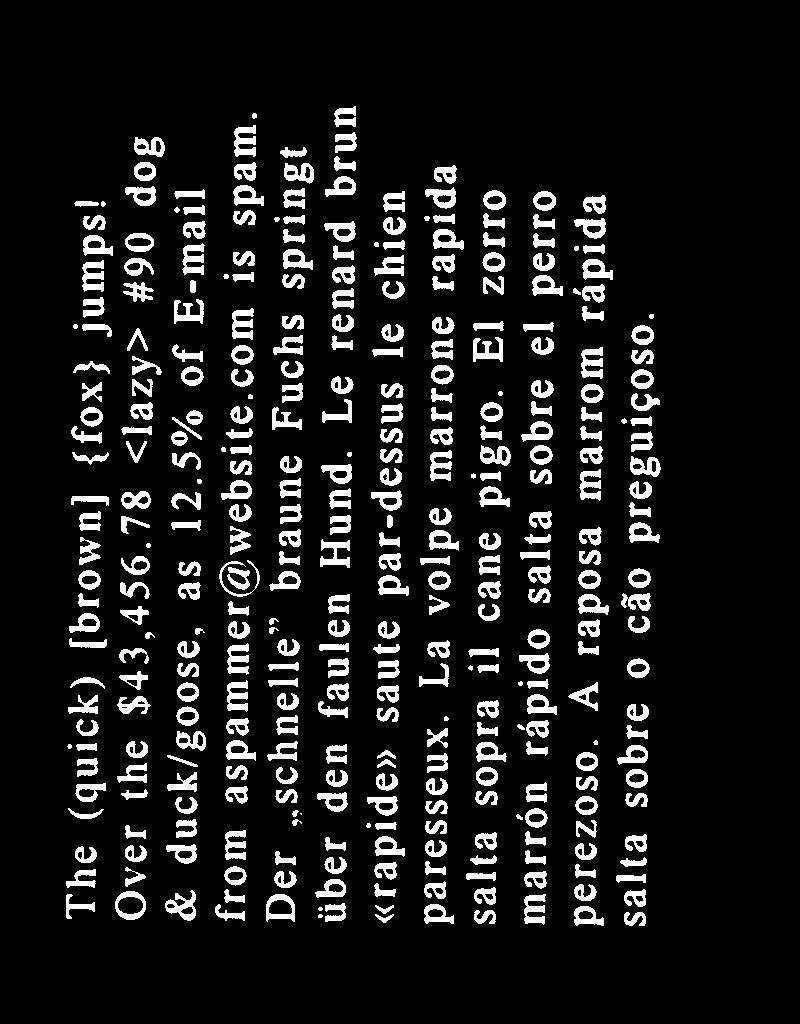 The (quick) [brown] {fox} jumps!
Over the $43,456.78 <lazy> #90 dog
& duck/goose, as 12.5% of E-mail
from aspammer@website.com is spam.
Der „schnelle” braune Fuchs springt
über den faulen Hund. Le renard brun
«rapide» saute par-dessus le chien
paresseux. La volpe marrone rapida
salta sopra il cane pigro. El zorro
marrón rápido salta sobre el perro
perezoso. A raposa marrom rápida
salta sobre o cão preguiçoso.